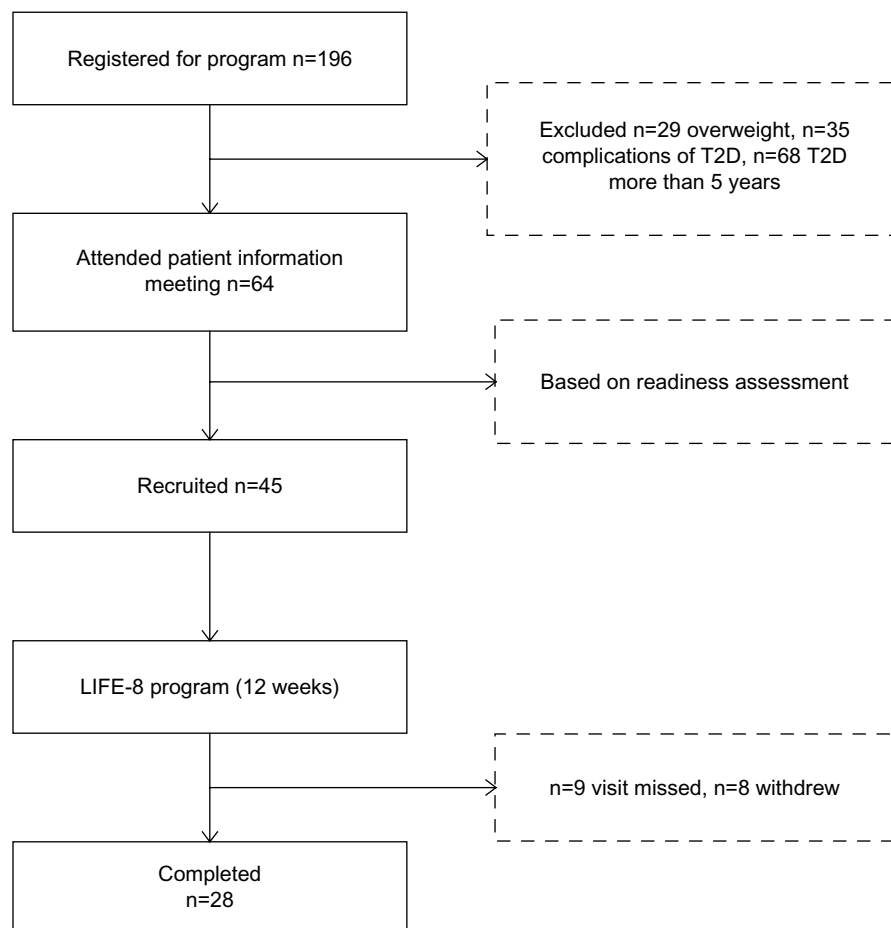 Registered for program n=196
Excluded n=29 overweight, n=35
complications of T2D, n=68 T2D
more than 5 years
Attended patient information
meeting n=64
Based on readiness assessment
Recruited n=45
LIFE-8 program (12 weeks)
n=9 visit missed, n=8 withdrew
Completed
n=28